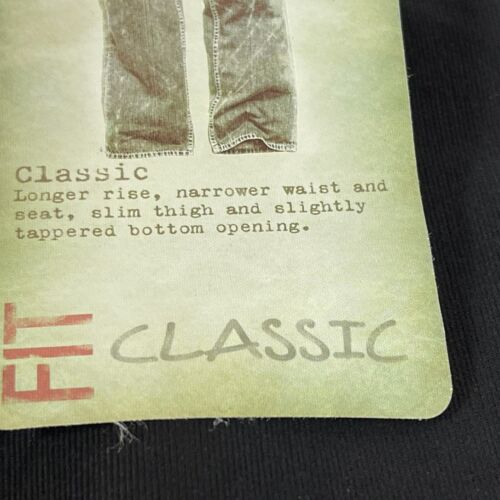 Classic
Longer rise, narrower waist and
seat, slim thigh and slightly
tappered bottom opening.
FIT CLASSIC